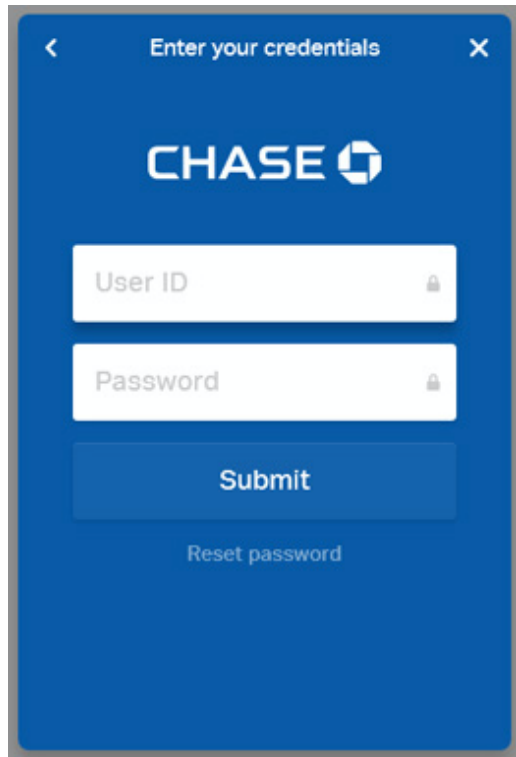 Enter your credentials
CHASE
User ID
Password
Submit
Reset password